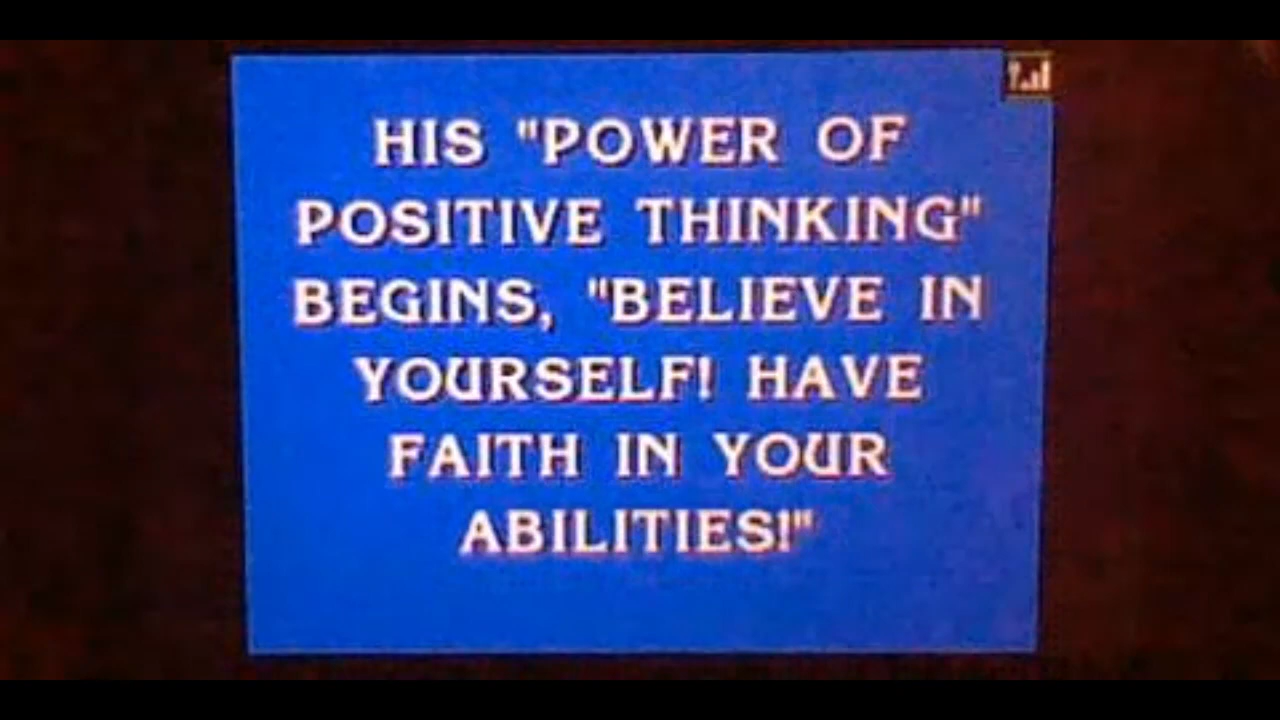 HIS "POWER OF
POSITIVE THINKING"
BEGINS, "BELIEVE IN
YOURSELF! HAVE
FAITH IN YOUR
ABILITIES!"